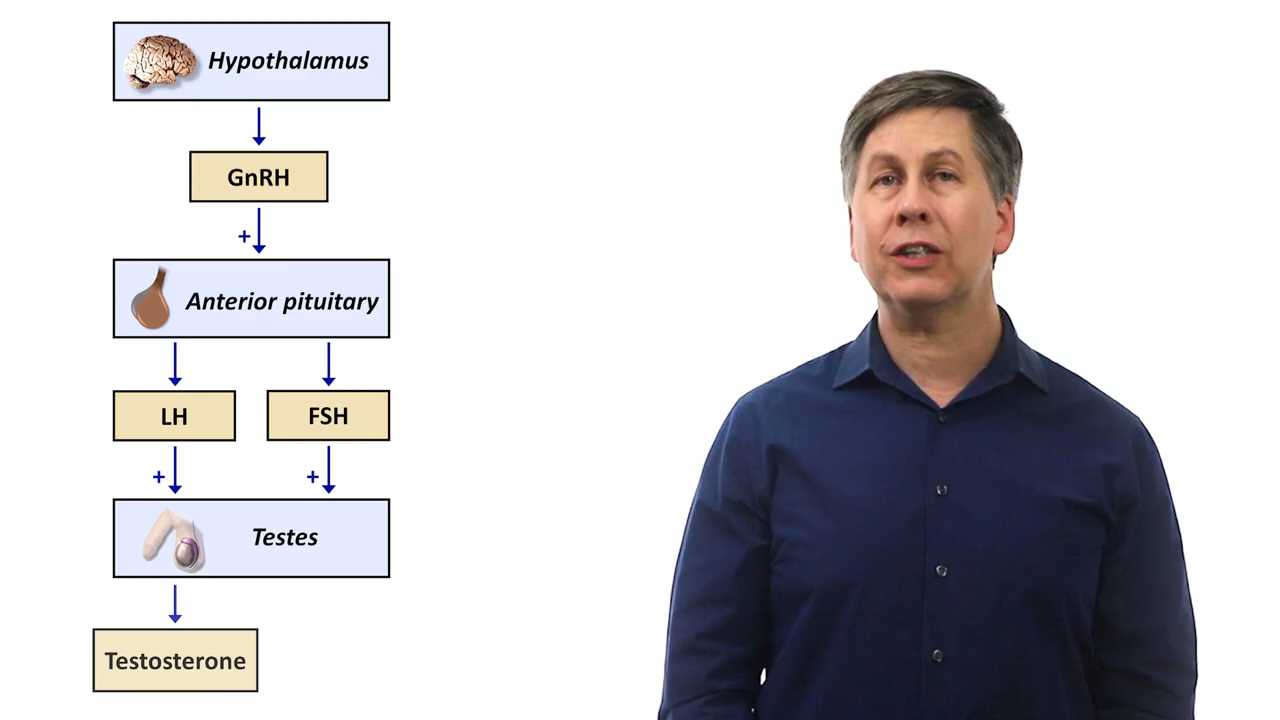 Hypothalamus
GnRH
+
Anterior pituitary
LH
FSH
+
+
Testes
Testosterone